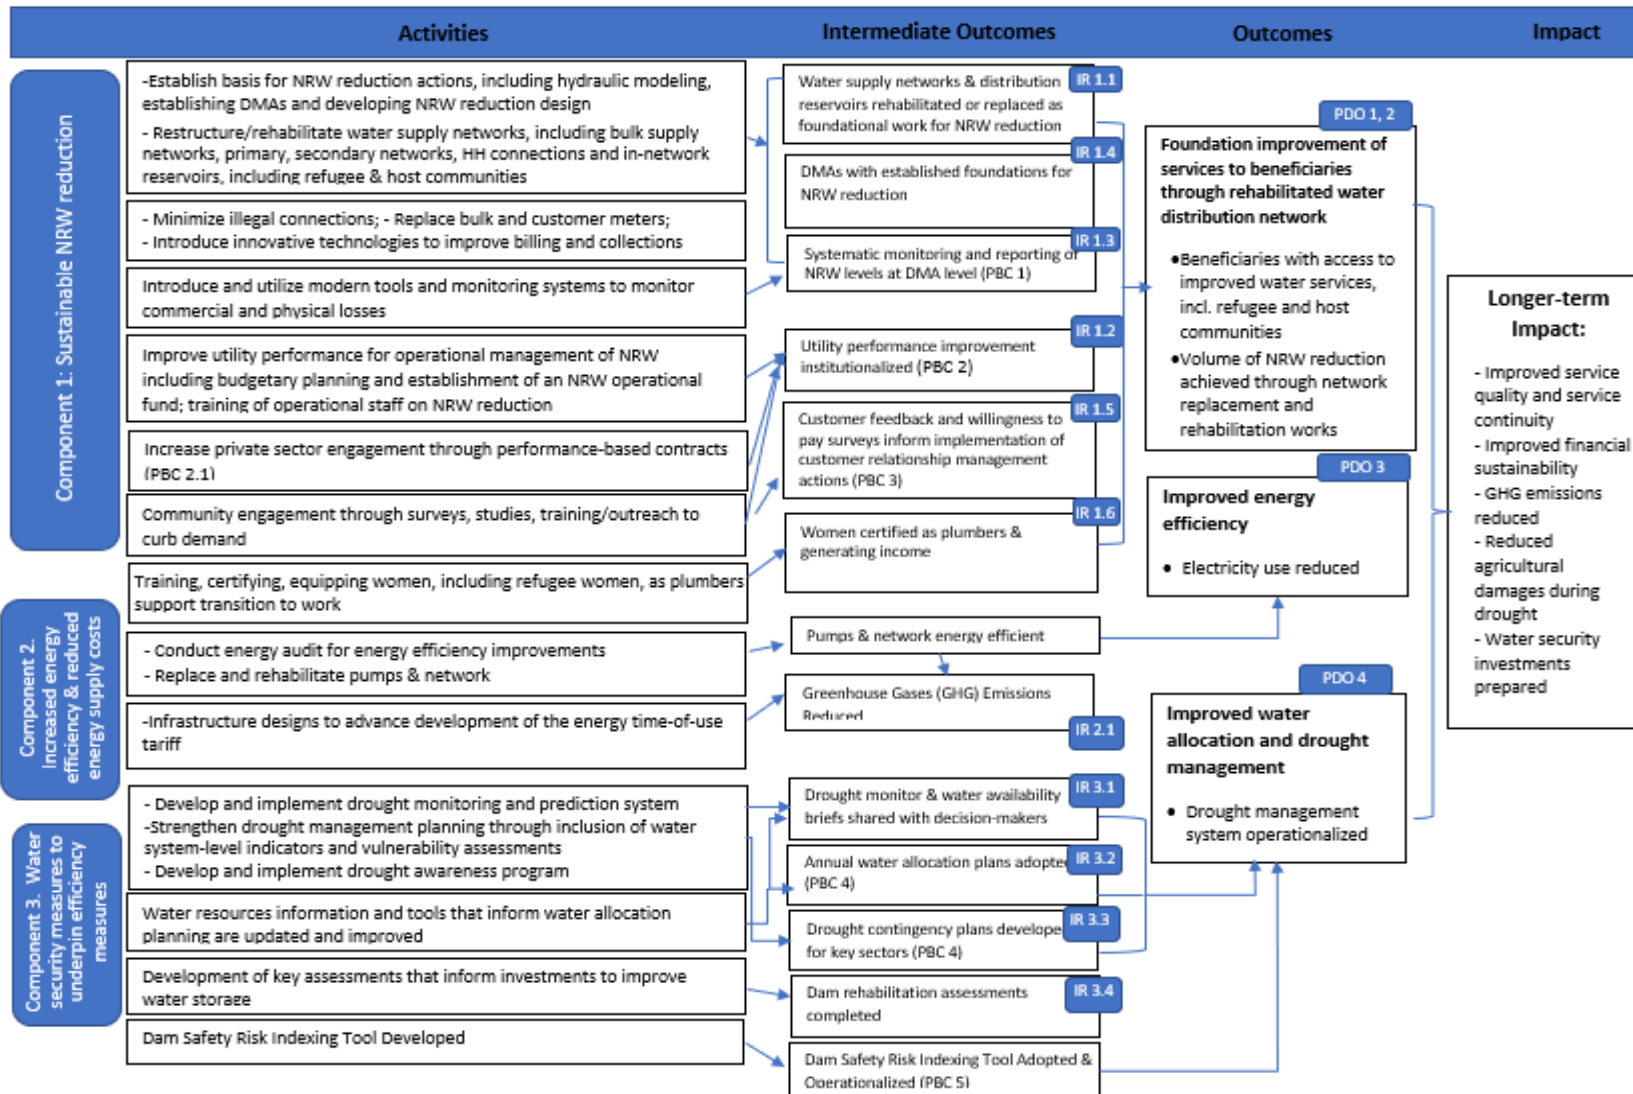 Activities
Intermediate Outcomes
Outcomes
Impact
Component 1: Sustainable NRW reduction
-Establish basis for NRW reduction actions, including hydraulic modeling,
establishing DMAs and developing NRW reduction design
- Restructure/rehabilitate water supply networks, including bulk supply
networks, primary, secondary networks, HH connections and in-network
reservoirs, including refugee & host communities
- Minimize illegal connections; - Replace bulk and customer meters;
- Introduce innovative technologies to improve billing and collections
Introduce and utilize modern tools and monitoring systems to monitor
commercial and physical losses
Improve utility performance for operational management of NRW
including budgetary planning and establishment of an NRW operational
fund; training of operational staff on NRW reduction
Increase private sector engagement through performance-based contracts
(PBC 2.1)
Community engagement through surveys, studies, training/outreach to
curb demand
Training, certifying, equipping women, including refugee women, as plumbers
support transition to work
IR 1.1
Water supply networks & distribution
reservoirs rehabilitated or replaced as
foundational work for NRW reduction
IR 1.4
DMAs with established foundations for
NRW reduction
IR 1.3
Systematic monitoring and reporting of
NRW levels at DMA level (PBC 1)
IR 1.2
Utility performance improvement
institutionalized (PBC 2)
IR 1.5
Customer feedback and willingness to
pay surveys inform implementation of
customer relationship management
actions (PBC 3)
IR 1.6
Women certified as plumbers &
generating income
PDO 1, 2
Foundation improvement of
services to beneficiaries
through rehabilitated water
distribution network
•Beneficiaries with access to
improved water services,
incl. refugee and host
communities
•Volume of NRW reduction
achieved through network
replacement and
rehabilitation works
Component 2.
Increased energy
efficiency & reduced
energy supply costs
- Conduct energy audit for energy efficiency improvements
- Replace and rehabilitate pumps & network
-Infrastructure designs to advance development of the energy time-of-use
tariff
Pumps & network energy efficient
Greenhouse Gases (GHG) Emissions
Reduced
IR 2.1
PDO 3
Improved energy
efficiency
• Electricity use reduced
Component 3. Water
security measures to
underpin efficiency
measures
- Develop and implement drought monitoring and prediction system
-Strengthen drought management planning through inclusion of water
system-level indicators and vulnerability assessments
- Develop and implement drought awareness program
Water resources information and tools that inform water allocation
planning are updated and improved
Development of key assessments that inform investments to improve
water storage
Dam Safety Risk Indexing Tool Developed
IR 3.1
Drought monitor & water availability
briefs shared with decision-makers
IR 3.2
Annual water allocation plans adopte
(PBC 4)
IR 3.3
Drought contingency plans develope
for key sectors (PBC 4)
IR 3.4
Dam rehabilitation assessments
completed
Dam Safety Risk Indexing Tool Adopted &
Operationalized (PBC 5)
PDO 4
Improved water
allocation and drought
management
• Drought management
system operationalized
Longer-term
Impact:
- Improved service
quality and service
continuity
- Improved financial
sustainability
- GHG emissions
reduced
- Reduced
agricultural
damages during
drought
- Water security
investments
prepared